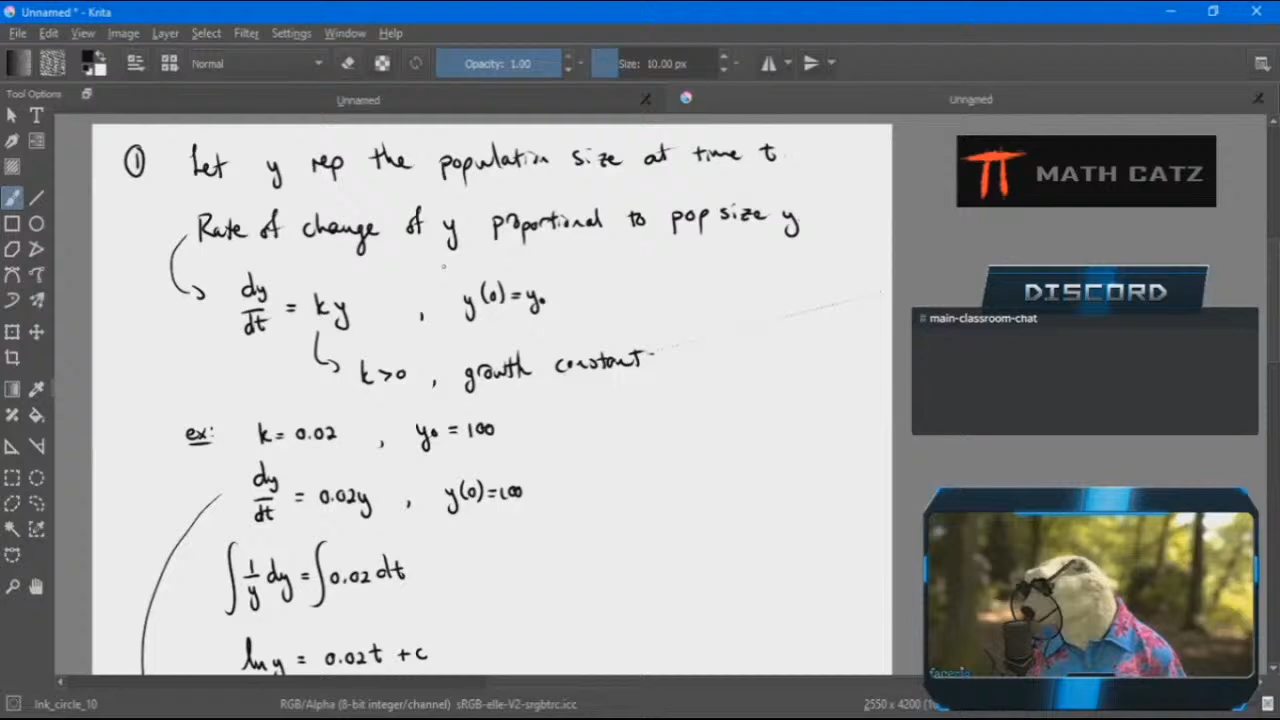 Unnamed * - Krita
File Edit View Image Layer Select Filter Settings Window Help
Normal Opacity: 1.00 Size: 10.00 px
Tool Options
Unnamed Unnamed
① Let y rep the population size at time t.
Rate of change of y proportional to pop size y
dy/dt = ky , y(0)=y₀
k>0 , growth constant
ex: k=0.02 , y₀ = 100
dy/dt = 0.02y , y(0)=100
∫ 1/y dy = ∫ 0.02 dt
ln y = 0.02t + c
π MATH CATZ
DISCORD
# main-classroom-chat
facerig
Ink_circle_10 RGB/Alpha (8-bit integer/channel) sRGB-elle-V2-srgbtrc.icc 2550 x 4200